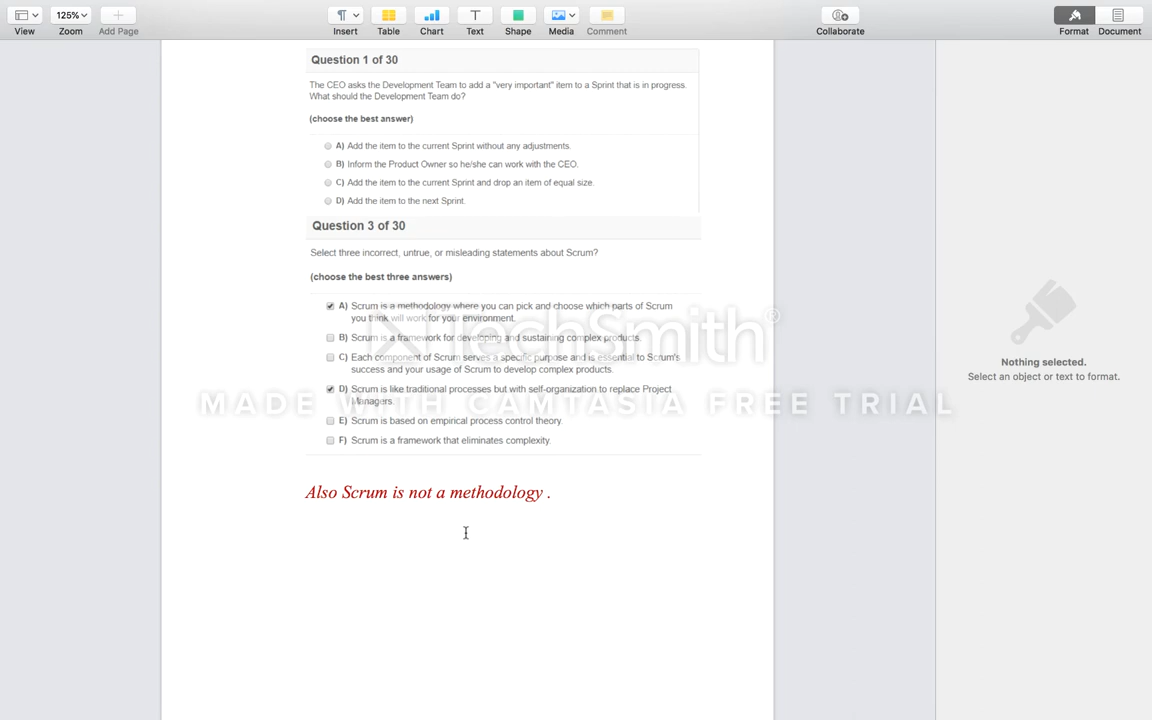 View
125%
Zoom
Add Page
Insert
Table
Chart
Text
Shape
Media
Comment
Collaborate
Format
Document
Question 1 of 30
The CEO asks the Development Team to add a "very important" item to a Sprint that is in progress.
What should the Development Team do?
(choose the best answer)
A) Add the item to the current Sprint without any adjustments.
B) Inform the Product Owner so he/she can work with the CEO.
C) Add the item to the current Sprint and drop an item of equal size.
D) Add the item to the next Sprint.
Question 3 of 30
Select three incorrect, untrue, or misleading statements about Scrum?
(choose the best three answers)
A) Scrum is a methodology where you can pick and choose which parts of Scrum
you think will work for your environment.
B) Scrum is a framework for developing and sustaining complex products.
C) Each component of Scrum serves a specific purpose and is essential to Scrum's
success and your usage of Scrum to develop complex products.
D) Scrum is like traditional processes but with self-organization to replace Project
Managers.
E) Scrum is based on empirical process control theory.
F) Scrum is a framework that eliminates complexity.
Also Scrum is not a methodology .
TechSmith®
MADE WITH CAMTASIA FREE TRIAL
Nothing selected.
Select an object or text to format.